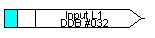 Input L1
DDB #032